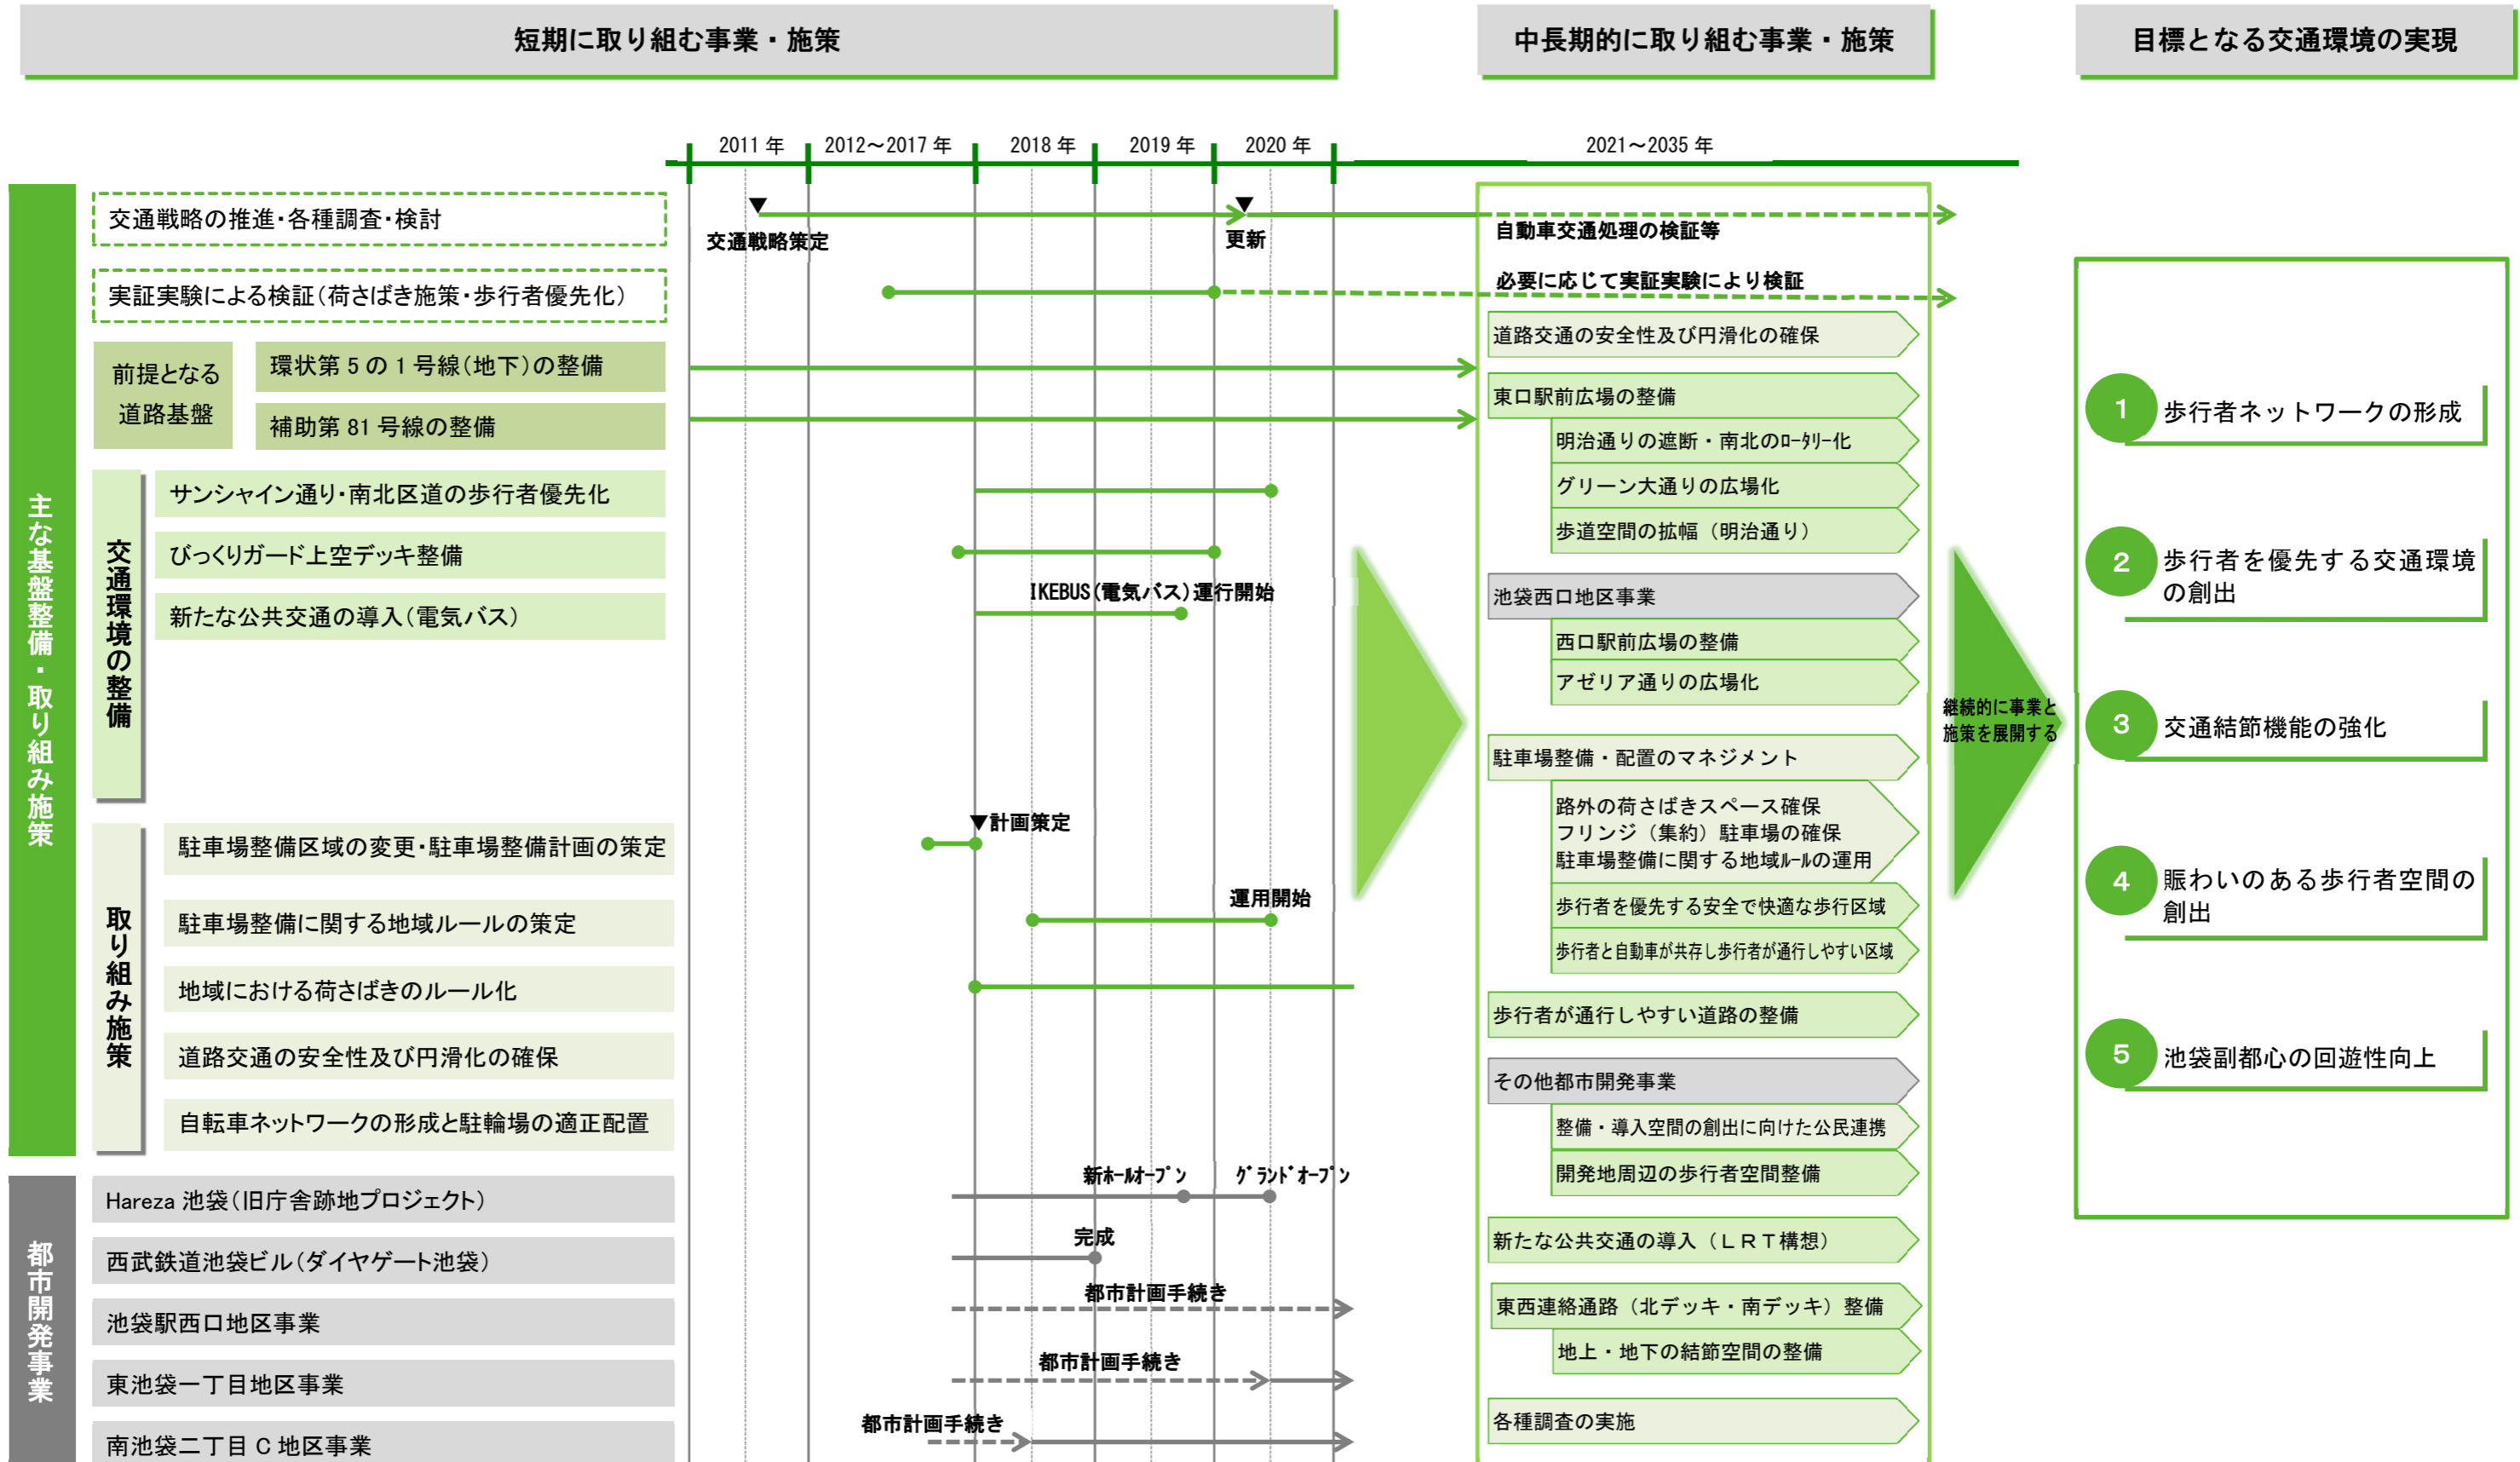 短期に取り組む事業・施策
中長期的に取り組む事業・施策
目標となる交通環境の実現
2011 年
2012～2017 年
2018 年
2019 年
2020 年
2021～2035 年
主な基盤整備・取り組み施策
交通戦略の推進・各種調査・検討
交通戦略策定
更新
自動車交通処理の検証等
実証実験による検証（荷さばき施策・歩行者優先化）
必要に応じて実証実験により検証
前提となる
道路基盤
環状第 5 の 1 号線（地下）の整備
補助第 81 号線の整備
交通環境の整備
サンシャイン通り・南北区道の歩行者優先化
びっくりガード上空デッキ整備
新たな公共交通の導入（電気バス）
IKEBUS（電気バス）運行開始
取り組み施策
駐車場整備区域の変更・駐車場整備計画の策定
▼計画策定
駐車場整備に関する地域ルールの策定
運用開始
地域における荷さばきのルール化
道路交通の安全性及び円滑化の確保
自転車ネットワークの形成と駐輪場の適正配置
都市開発事業
Hareza 池袋（旧庁舎跡地プロジェクト）
新ﾎｰﾙｵｰﾌﾟﾝ
ｸﾞﾗﾝﾄﾞｵｰﾌﾟﾝ
西武鉄道池袋ビル（ダイヤゲート池袋）
完成
池袋駅西口地区事業
都市計画手続き
東池袋一丁目地区事業
都市計画手続き
南池袋二丁目 C 地区事業
都市計画手続き
道路交通の安全性及び円滑化の確保
東口駅前広場の整備
明治通りの遮断・南北のﾛｰﾀﾘｰ化
グリーン大通りの広場化
歩道空間の拡幅（明治通り）
池袋西口地区事業
西口駅前広場の整備
アゼリア通りの広場化
駐車場整備・配置のマネジメント
路外の荷さばきスペース確保
フリンジ（集約）駐車場の確保
駐車場整備に関する地域ﾙｰﾙの運用
歩行者を優先する安全で快適な歩行区域
歩行者と自動車が共存し歩行者が通行しやすい区域
歩行者が通行しやすい道路の整備
その他都市開発事業
整備・導入空間の創出に向けた公民連携
開発地周辺の歩行者空間整備
新たな公共交通の導入（ＬＲＴ構想）
東西連絡通路（北デッキ・南デッキ）整備
地上・地下の結節空間の整備
各種調査の実施
継続的に事業と
施策を展開する
1 歩行者ネットワークの形成
2 歩行者を優先する交通環境
の創出
3 交通結節機能の強化
4 賑わいのある歩行者空間の
創出
5 池袋副都心の回遊性向上